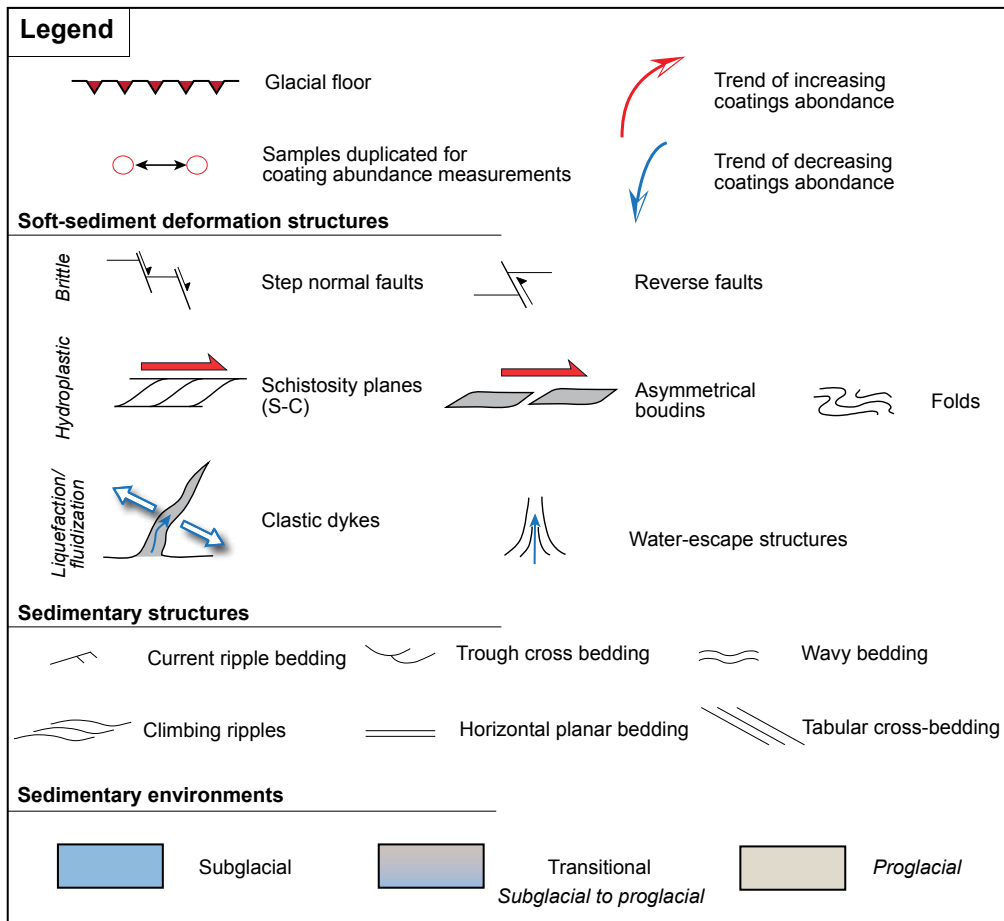 Legend
Glacial floor
Trend of increasing
coatings abondance
Samples duplicated for
coating abundance measurements
Trend of decreasing
coatings abondance
Soft-sediment deformation structures
Brittle
Step normal faults
Reverse faults
Hydroplastic
Schistosity planes
(S-C)
Asymmetrical
boudins
Folds
Liquefaction/
fluidization
Clastic dykes
Water-escape structures
Sedimentary structures
Current ripple bedding
Trough cross bedding
Wavy bedding
Climbing ripples
Horizontal planar bedding
Tabular cross-bedding
Sedimentary environments
Subglacial
Transitional
Subglacial to proglacial
Proglacial